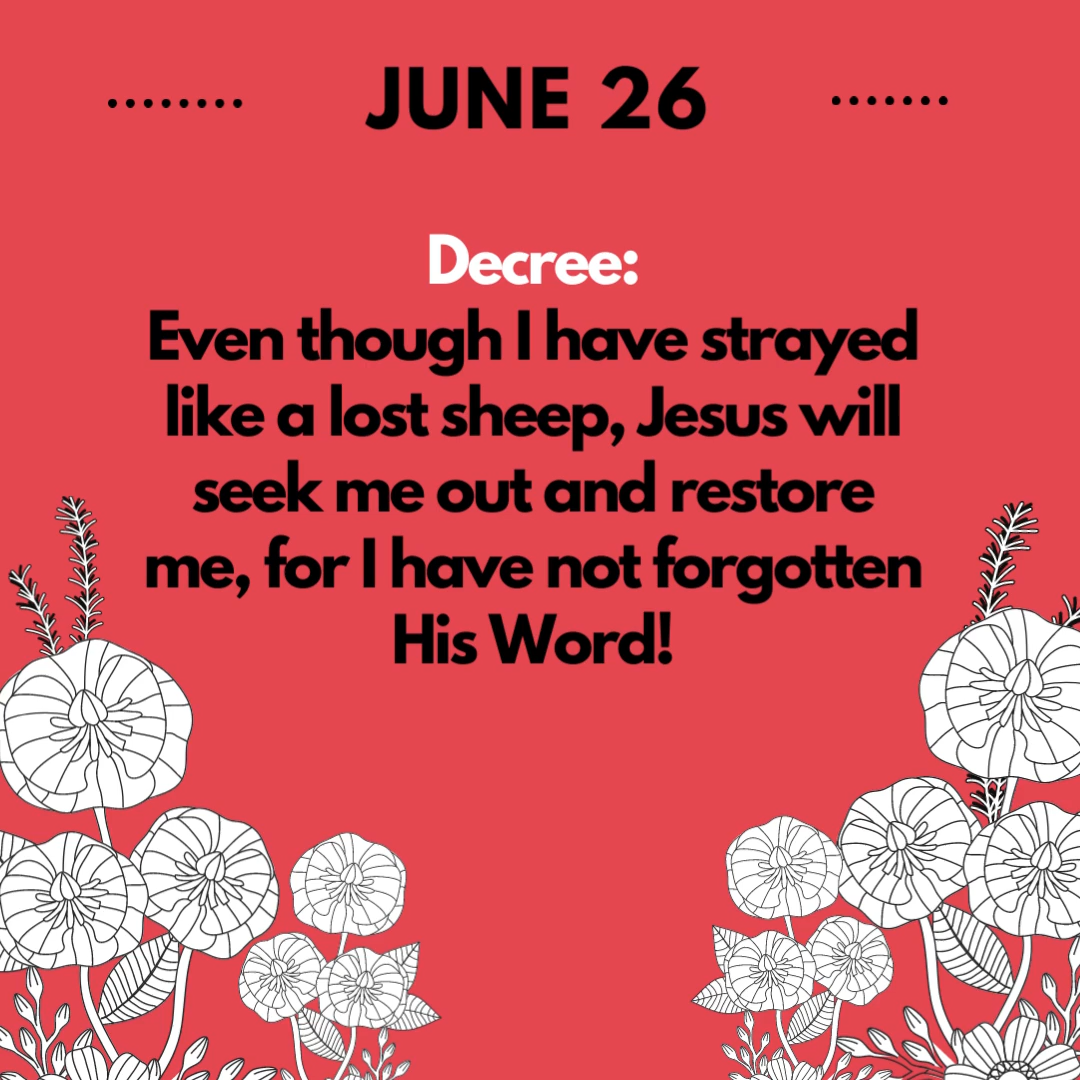 JUNE 26
Decree:
Even though I have strayed
like a lost sheep, Jesus will
seek me out and restore
me, for I have not forgotten
His Word!